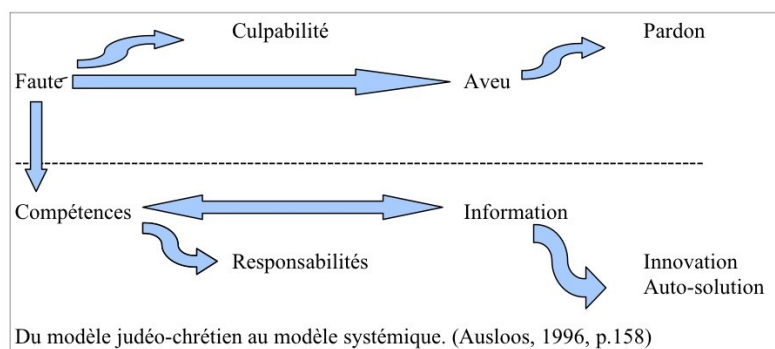 Culpabilité
Pardon
Faute
Aveu
Compétences
Information
Responsabilités
Innovation
Auto-solution
Du modèle judéo-chrétien au modèle systémique. (Ausloos, 1996, p.158)